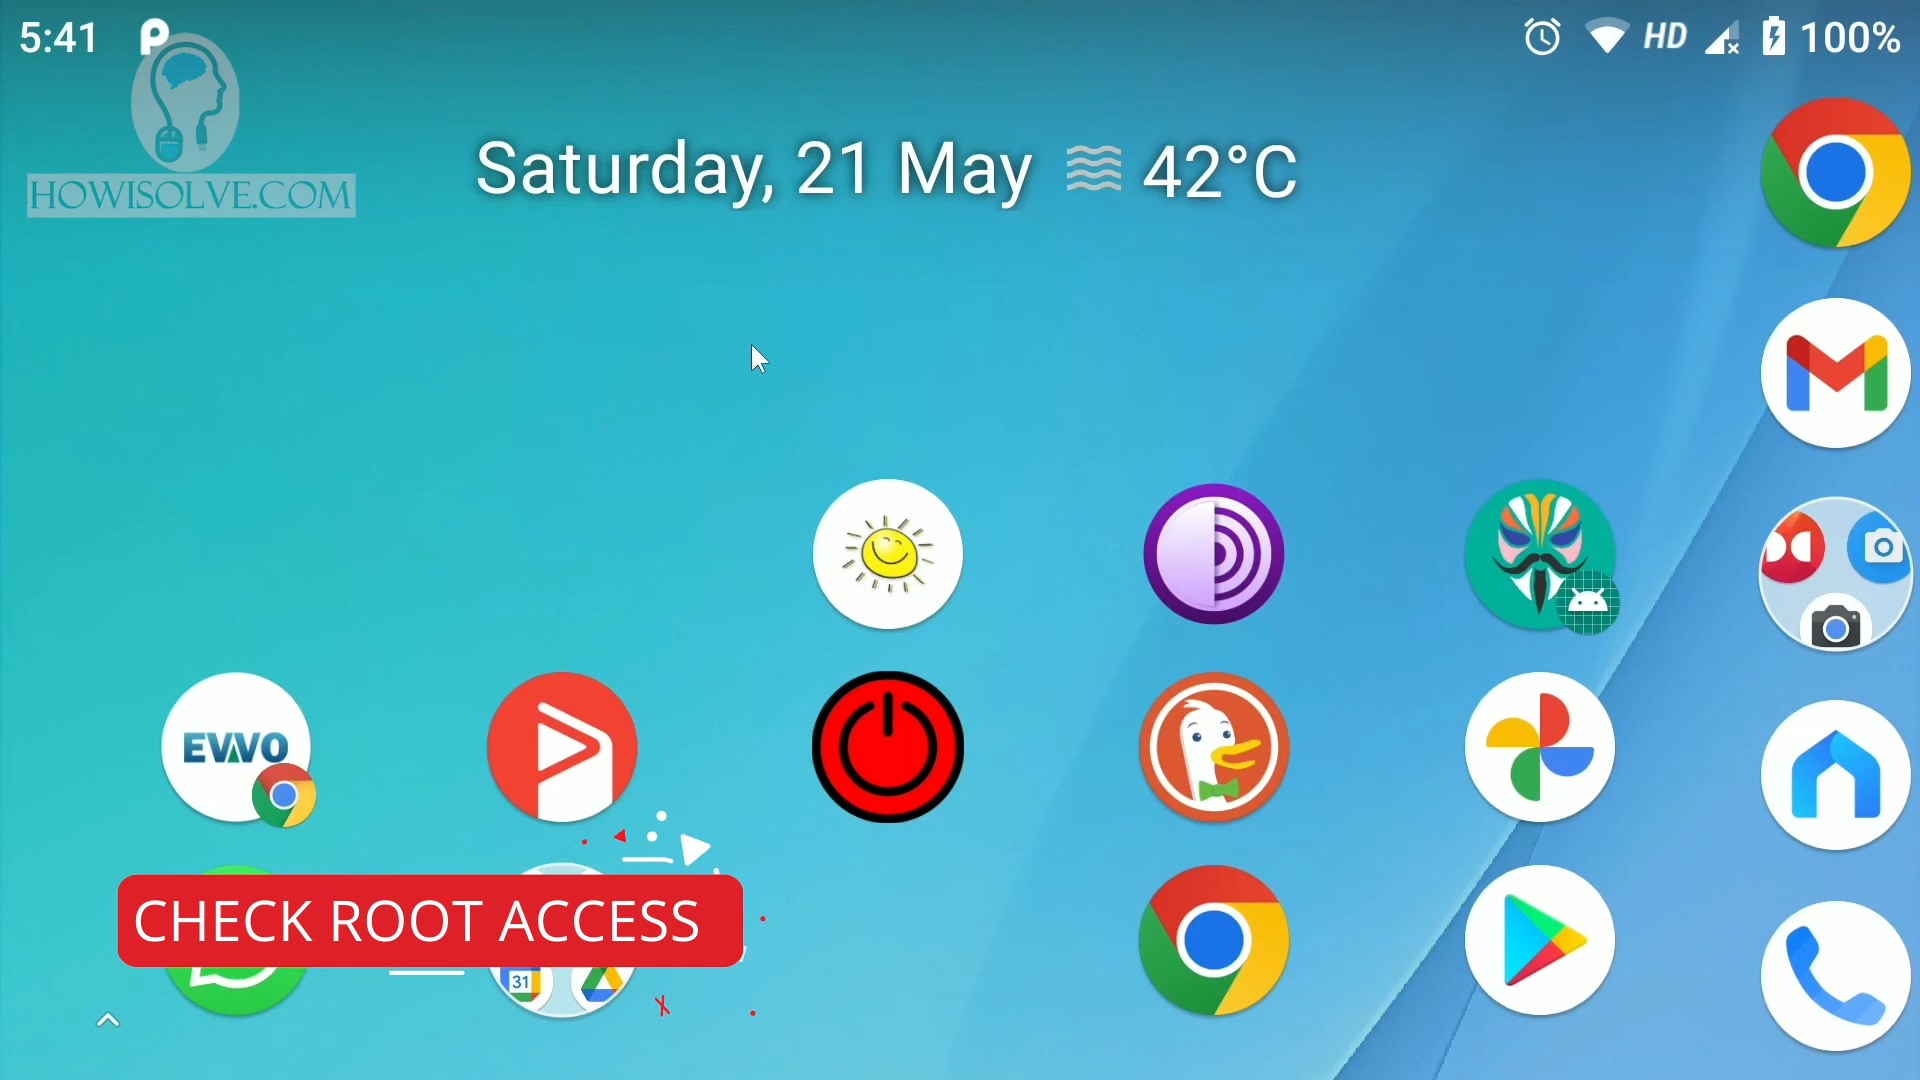 5:41
HD
100%
HOWISOLVE.COM
Saturday, 21 May 42°C
EVVO
CHECK ROOT ACCESS
31